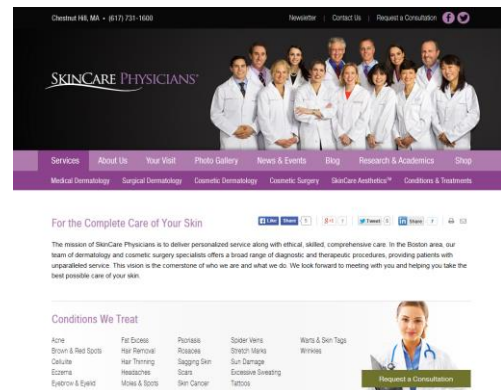 Chestnut Hill, MA • (617) 731-1600
Newsletter | Contact Us | Request a Consultation
SKINCARE PHYSICIANS
Services About Us Your Visit Photo Gallery News & Events Blog Research & Academics Shop
Medical Dermatology Surgical Dermatology Cosmetic Dermatology Cosmetic Surgery SkinCare Aesthetics™ Conditions & Treatments
For the Complete Care of Your Skin
Like Share Tweet Share
The mission of SkinCare Physicians is to deliver personalized service along with ethical, skilled, comprehensive care. In the Boston area, our
team of dermatology and cosmetic surgery specialists offers a broad range of diagnostic and therapeutic procedures, providing patients with
unparalleled service. This vision is the cornerstone of who we are and what we do. We look forward to meeting with you and helping you take the
best possible care of your skin.
Conditions We Treat
Acne Fat Excess Psoriasis Spider Veins Warts & Skin Tags
Brown & Red Spots Hair Removal Rosacea Stretch Marks Wrinkles
Cellulite Hair Thinning Sagging Skin Sun Damage
Eczema Headaches Scars Excessive Sweating
Eyebrow & Eyelid Moles & Spots Skin Cancer Tattoos
Request a Consultation